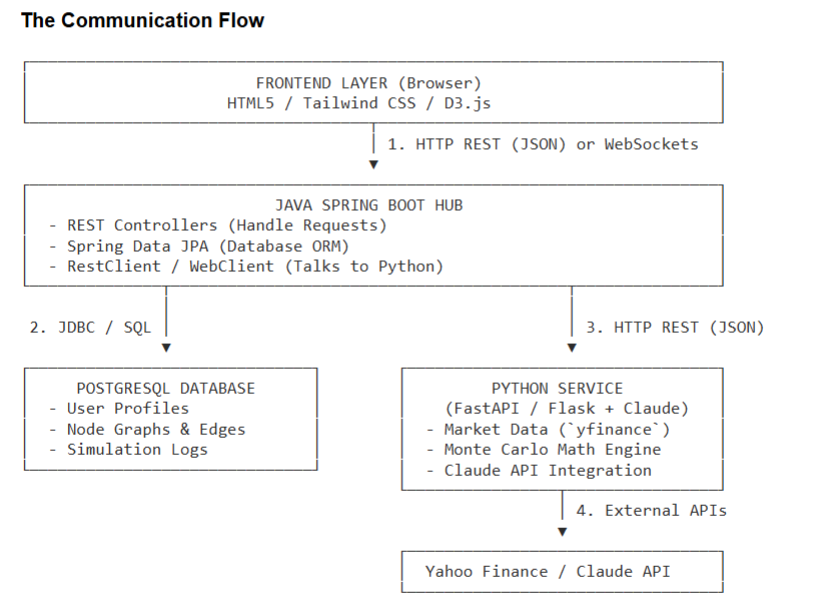 The Communication Flow
FRONTEND LAYER (Browser)
HTML5 / Tailwind CSS / D3.js
1. HTTP REST (JSON) or WebSockets
JAVA SPRING BOOT HUB
- REST Controllers (Handle Requests)
- Spring Data JPA (Database ORM)
- RestClient / WebClient (Talks to Python)
2. JDBC / SQL
3. HTTP REST (JSON)
POSTGRESQL DATABASE
- User Profiles
- Node Graphs & Edges
- Simulation Logs
PYTHON SERVICE
(FastAPI / Flask + Claude)
- Market Data (`yfinance`)
- Monte Carlo Math Engine
- Claude API Integration
4. External APIs
Yahoo Finance / Claude API